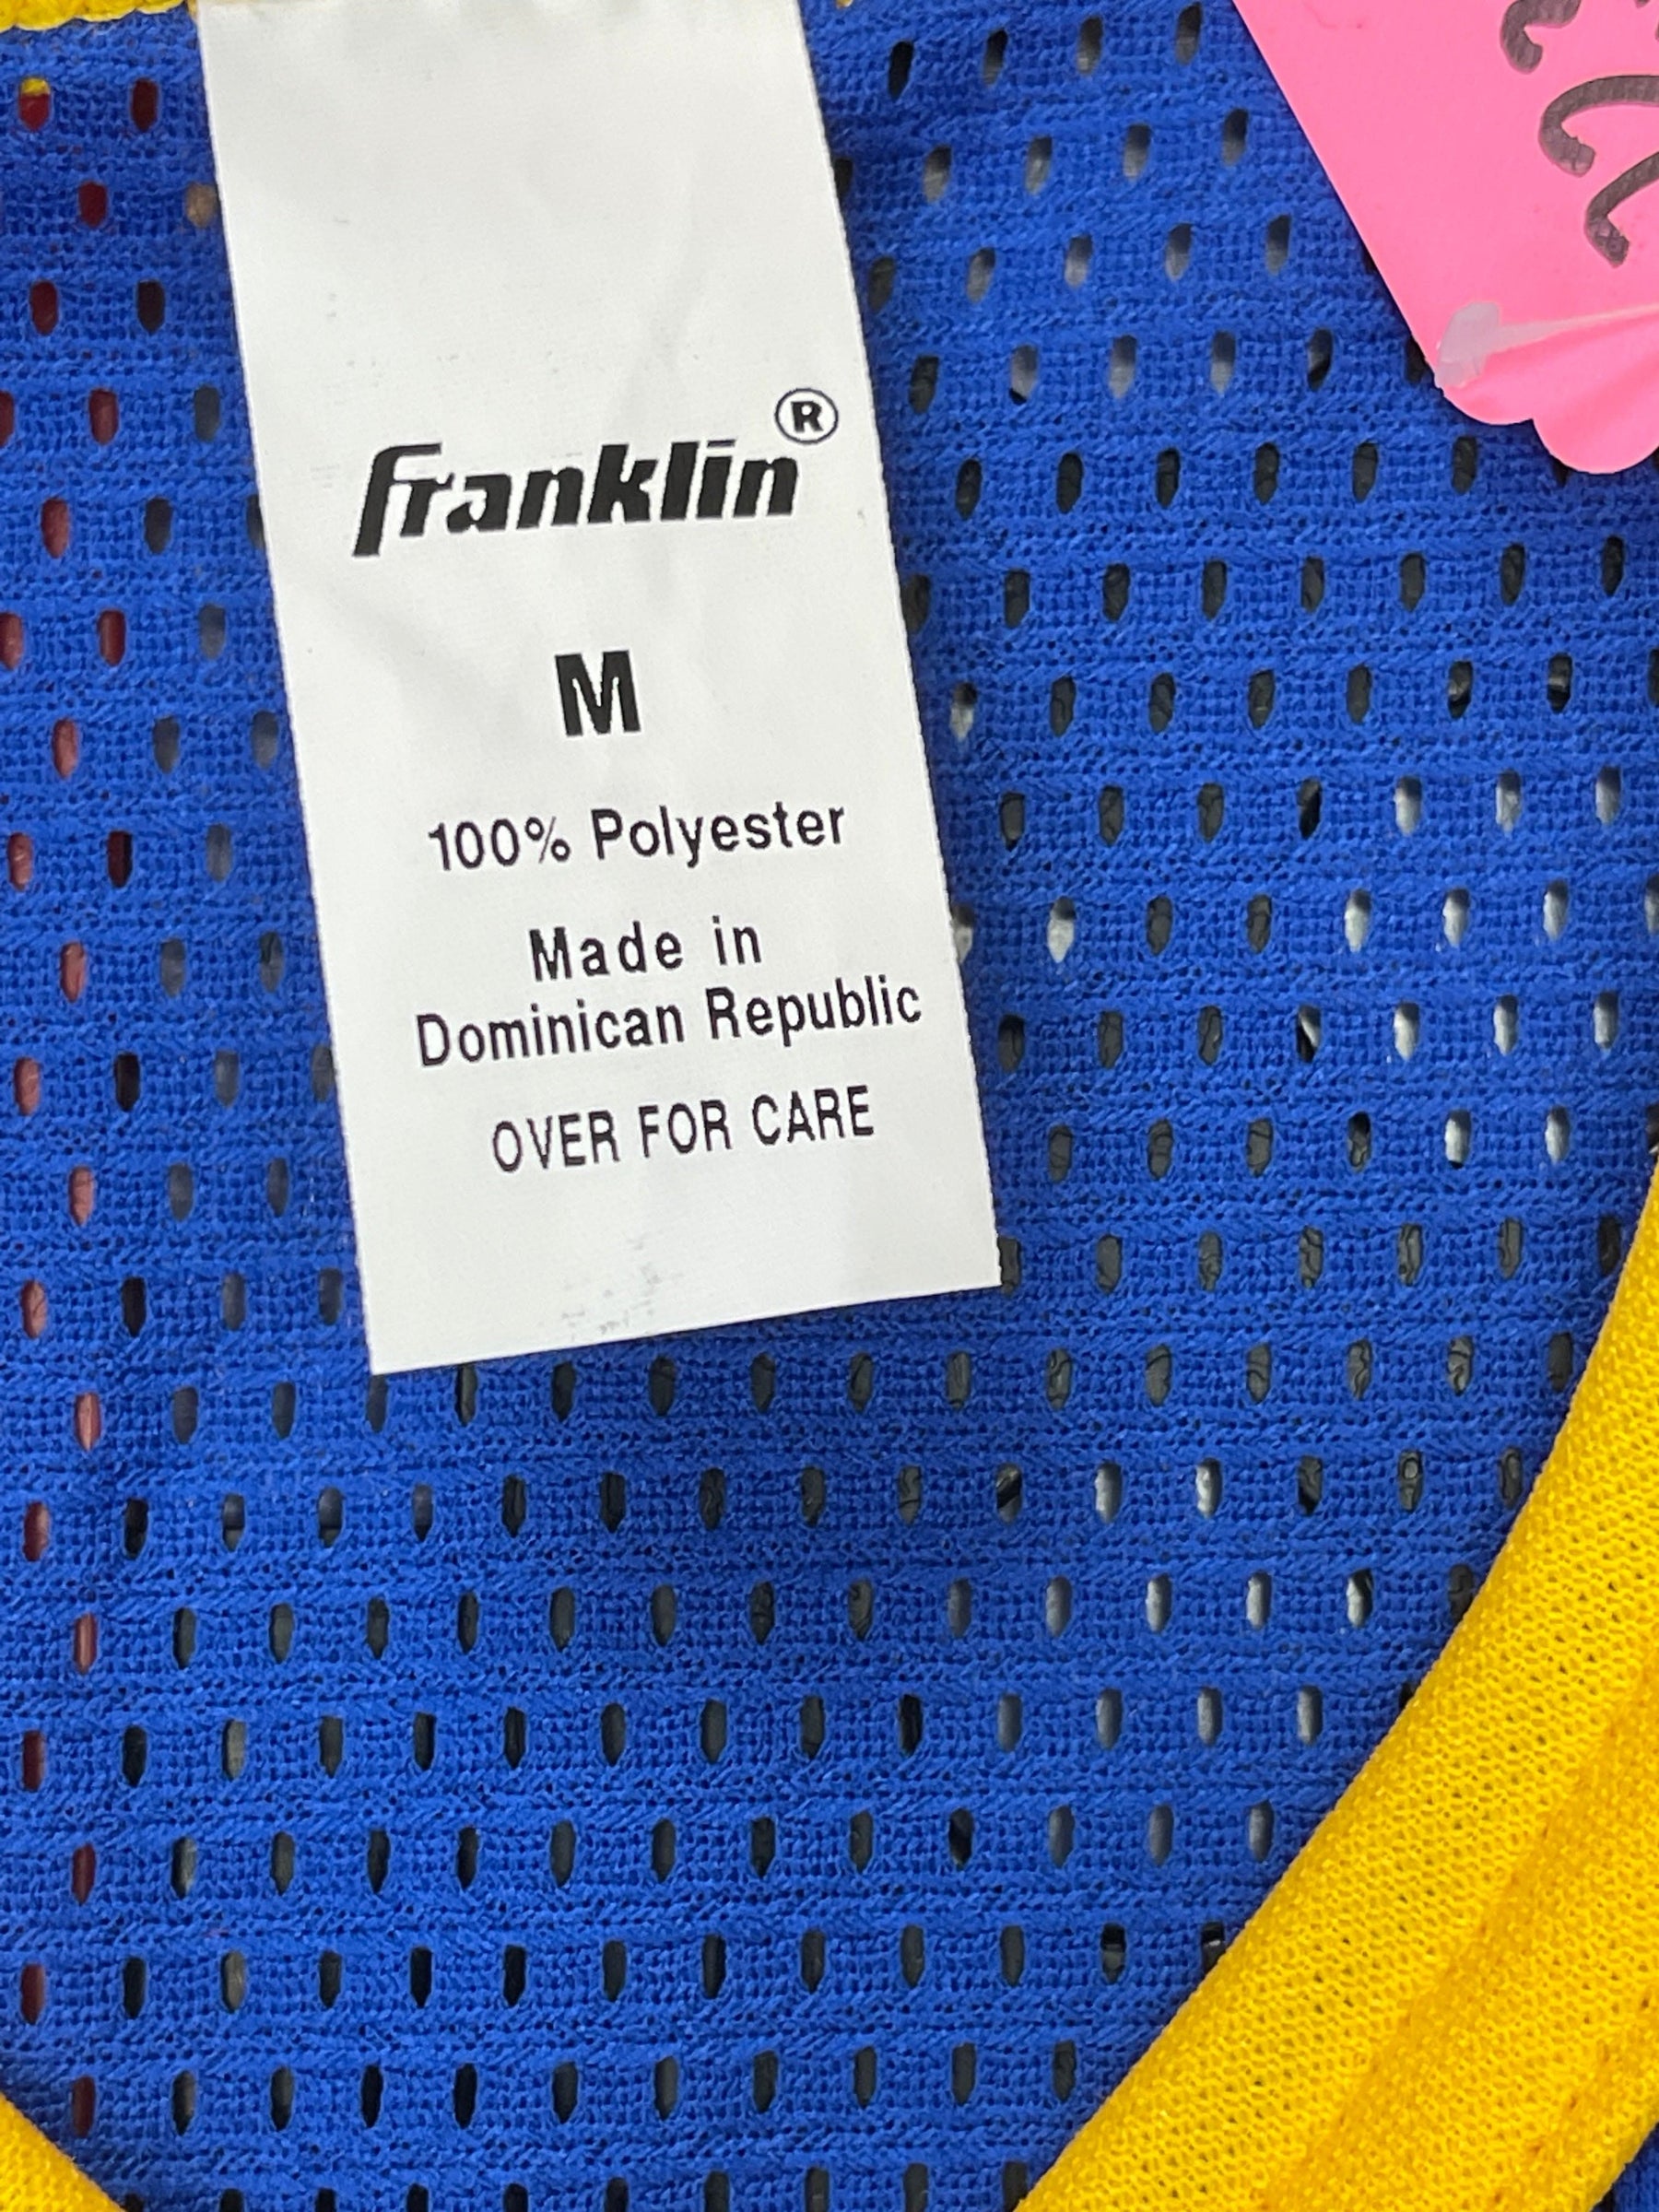 franklin®
M
100% Polyester
Made in
Dominican Republic
OVER FOR CARE